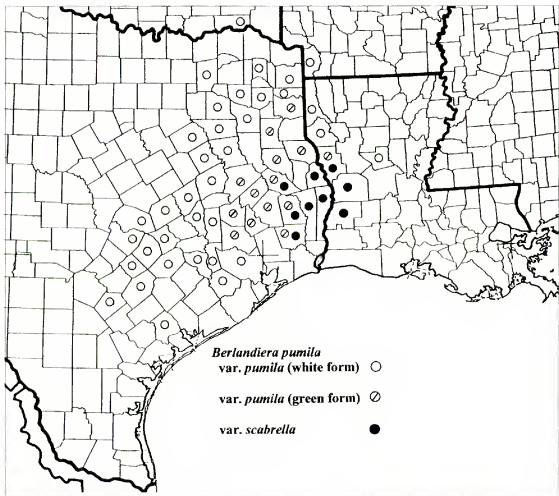 Berlandiera pumila
var. pumila (white form)
var. pumila (green form)
var. scabrella